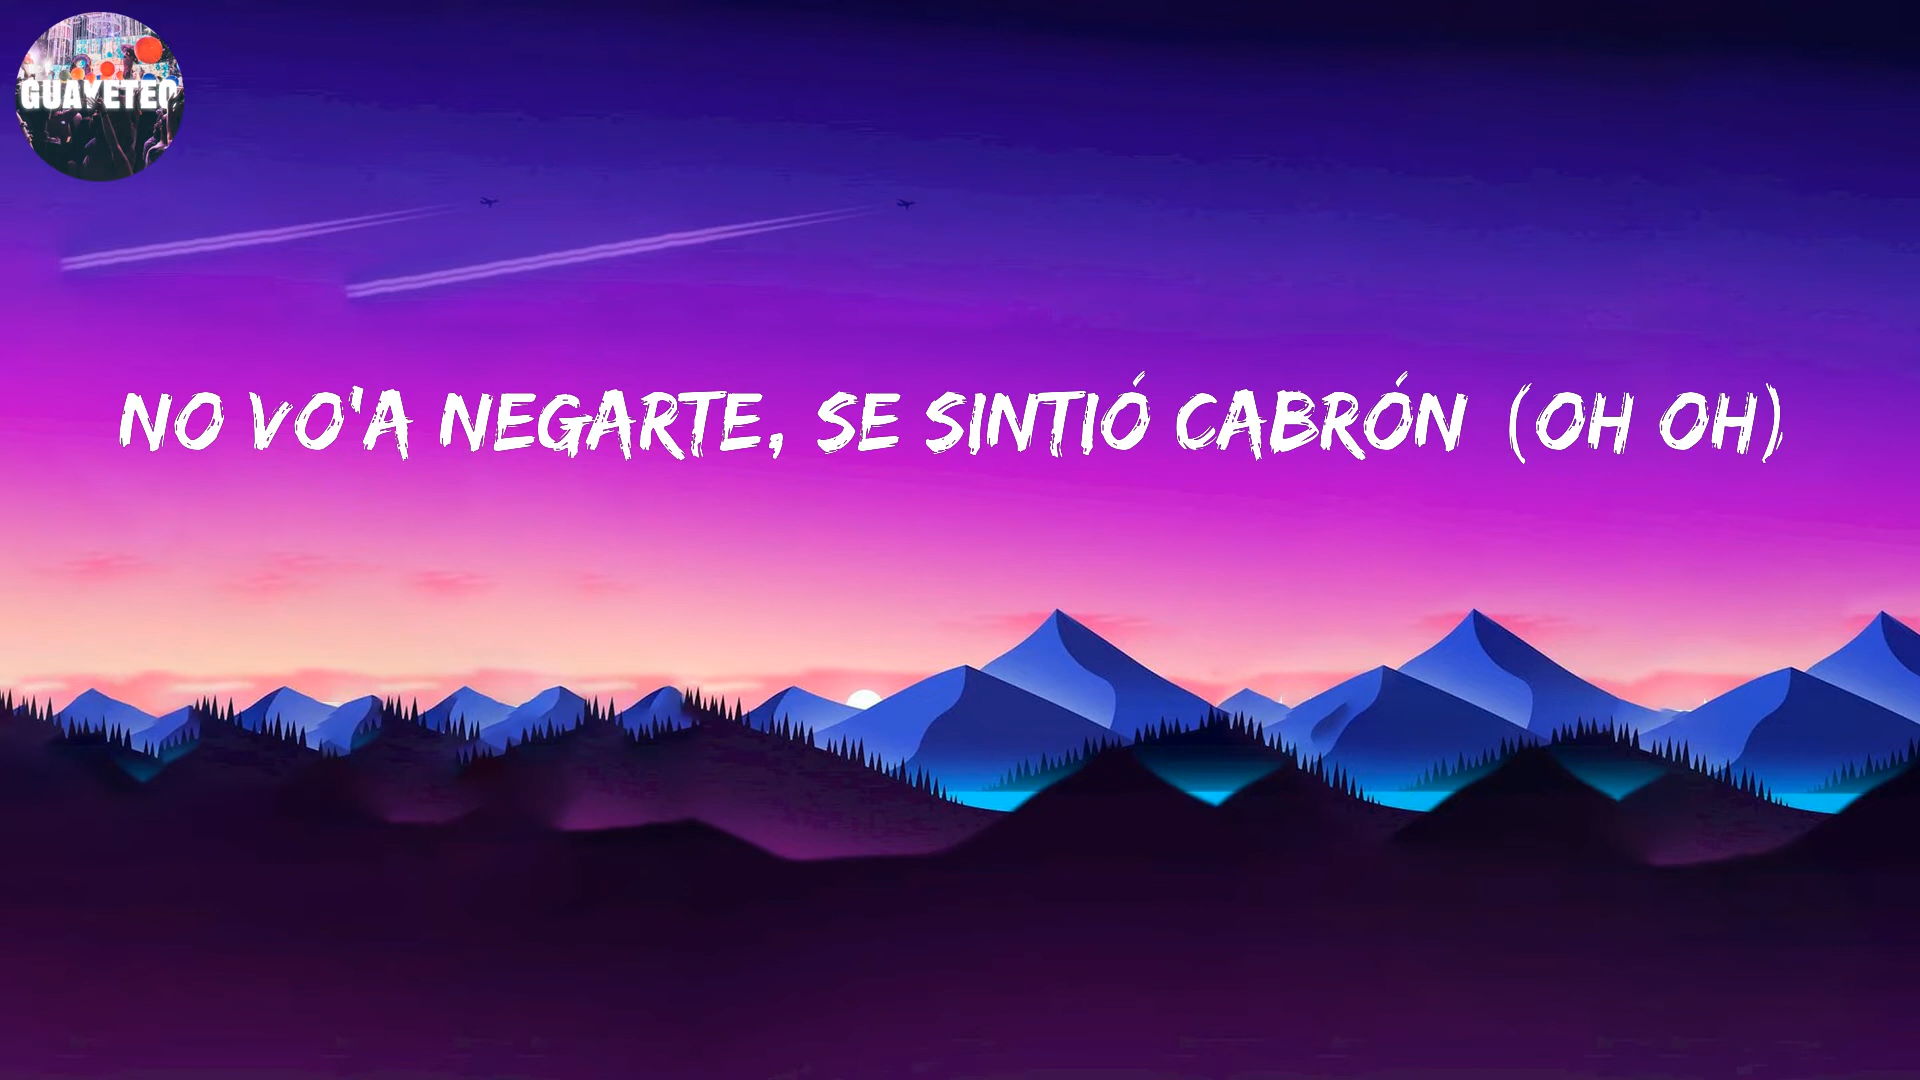 GUAYETEO
NO VO'A NEGARTE, SE SINTIÓ CABRÓN (OH OH)